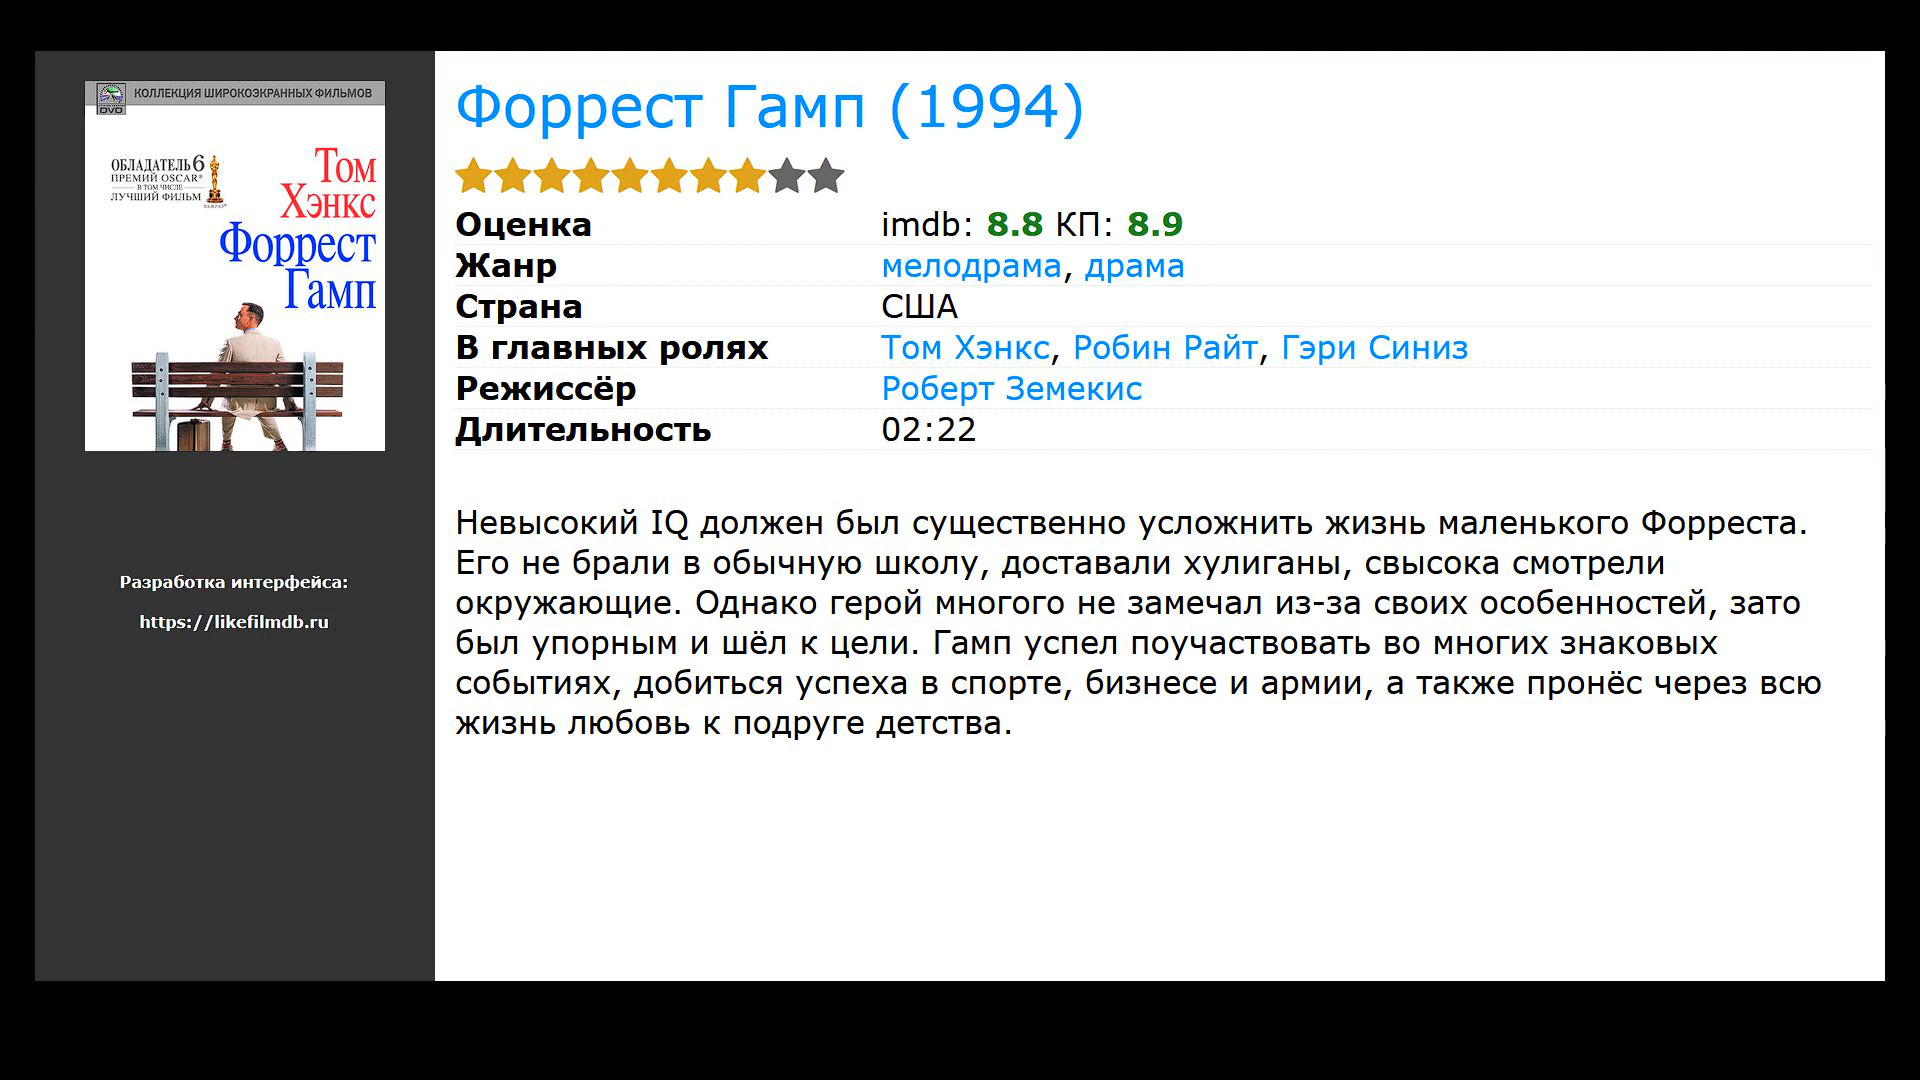 КОЛЛЕКЦИЯ ШИРОКОЭКРАННЫХ ФИЛЬМОВ
DVD
ОБЛАДАТЕЛЬ 6
ПРЕМИЙ OSCAR®
В ТОМ ЧИСЛЕ
ЛУЧШИЙ ФИЛЬМ
Том
Хэнкс
Форрест
Гамп
Разработка интерфейса:
https://likefilmdb.ru
Форрест Гамп (1994)
Оценка imdb: 8.8 КП: 8.9
Жанр мелодрама, драма
Страна США
В главных ролях Том Хэнкс, Робин Райт, Гэри Синиз
Режиссёр Роберт Земекис
Длительность 02:22
Невысокий IQ должен был существенно усложнить жизнь маленького Форреста.
Его не брали в обычную школу, доставали хулиганы, свысока смотрели
окружающие. Однако герой многого не замечал из-за своих особенностей, зато
был упорным и шёл к цели. Гамп успел поучаствовать во многих знаковых
событиях, добиться успеха в спорте, бизнесе и армии, а также пронёс через всю
жизнь любовь к подруге детства.